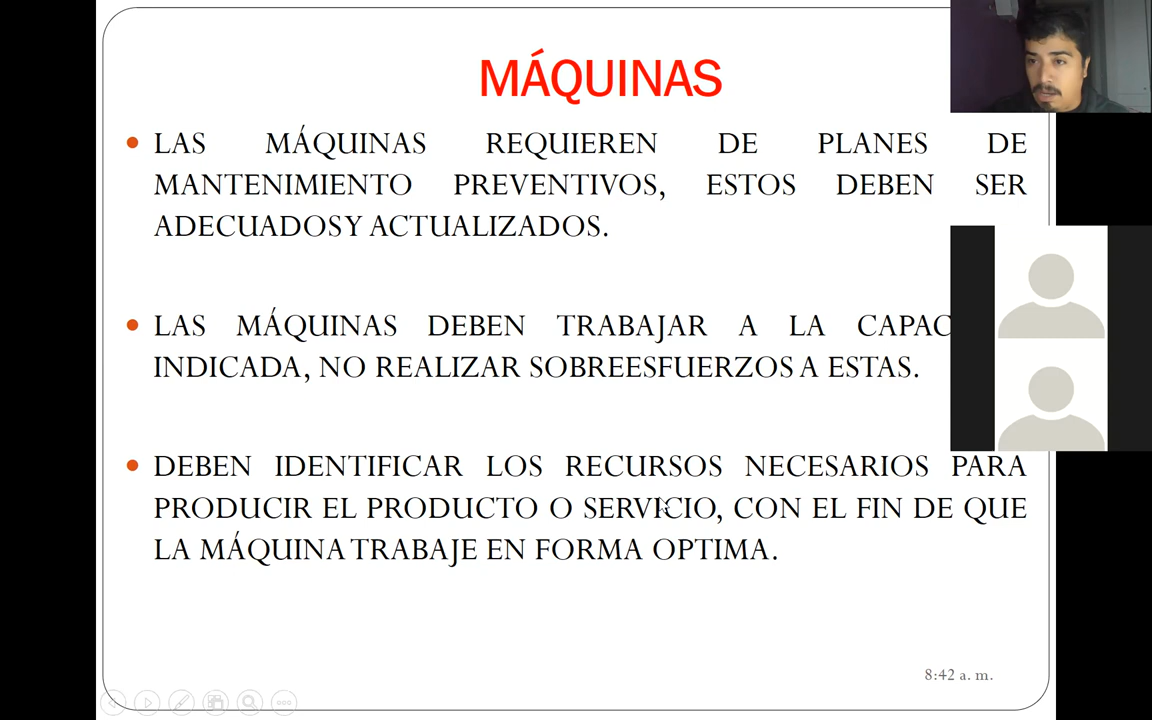 MÁQUINAS
LAS MÁQUINAS REQUIEREN DE PLANES DE
MANTENIMIENTO PREVENTIVOS, ESTOS DEBEN SER
ADECUADOS Y ACTUALIZADOS.
LAS MÁQUINAS DEBEN TRABAJAR A LA
INDICADA, NO REALIZAR SOBREESFUERZOS A ESTAS.
DEBEN IDENTIFICAR LOS RECURSOS NECESARIOS PARA
PRODUCIR EL PRODUCTO O SERVICIO, CON EL FIN DE QUE
LA MÁQUINA TRABAJE EN FORMA OPTIMA.
8:42 a. m.